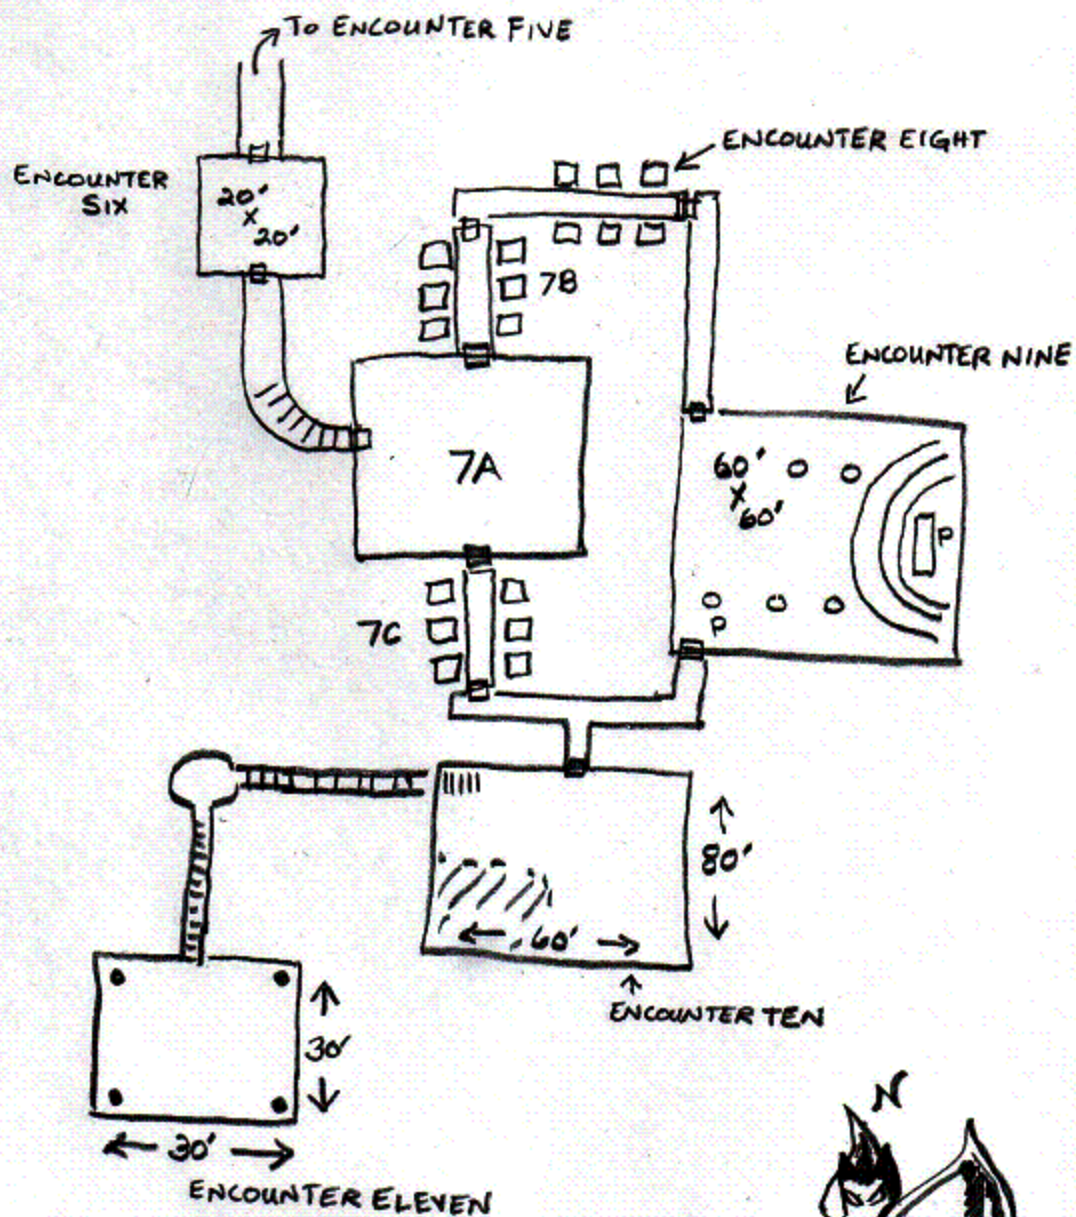 To ENCOUNTER FIVE
ENCOUNTER EIGHT
ENCOUNTER
SIX
20'
x
20'
7B
ENCOUNTER NINE
7A
60'
x
60'
P
7C
P
80'
60'
ENCOUNTER TEN
30'
30'
ENCOUNTER ELEVEN
N